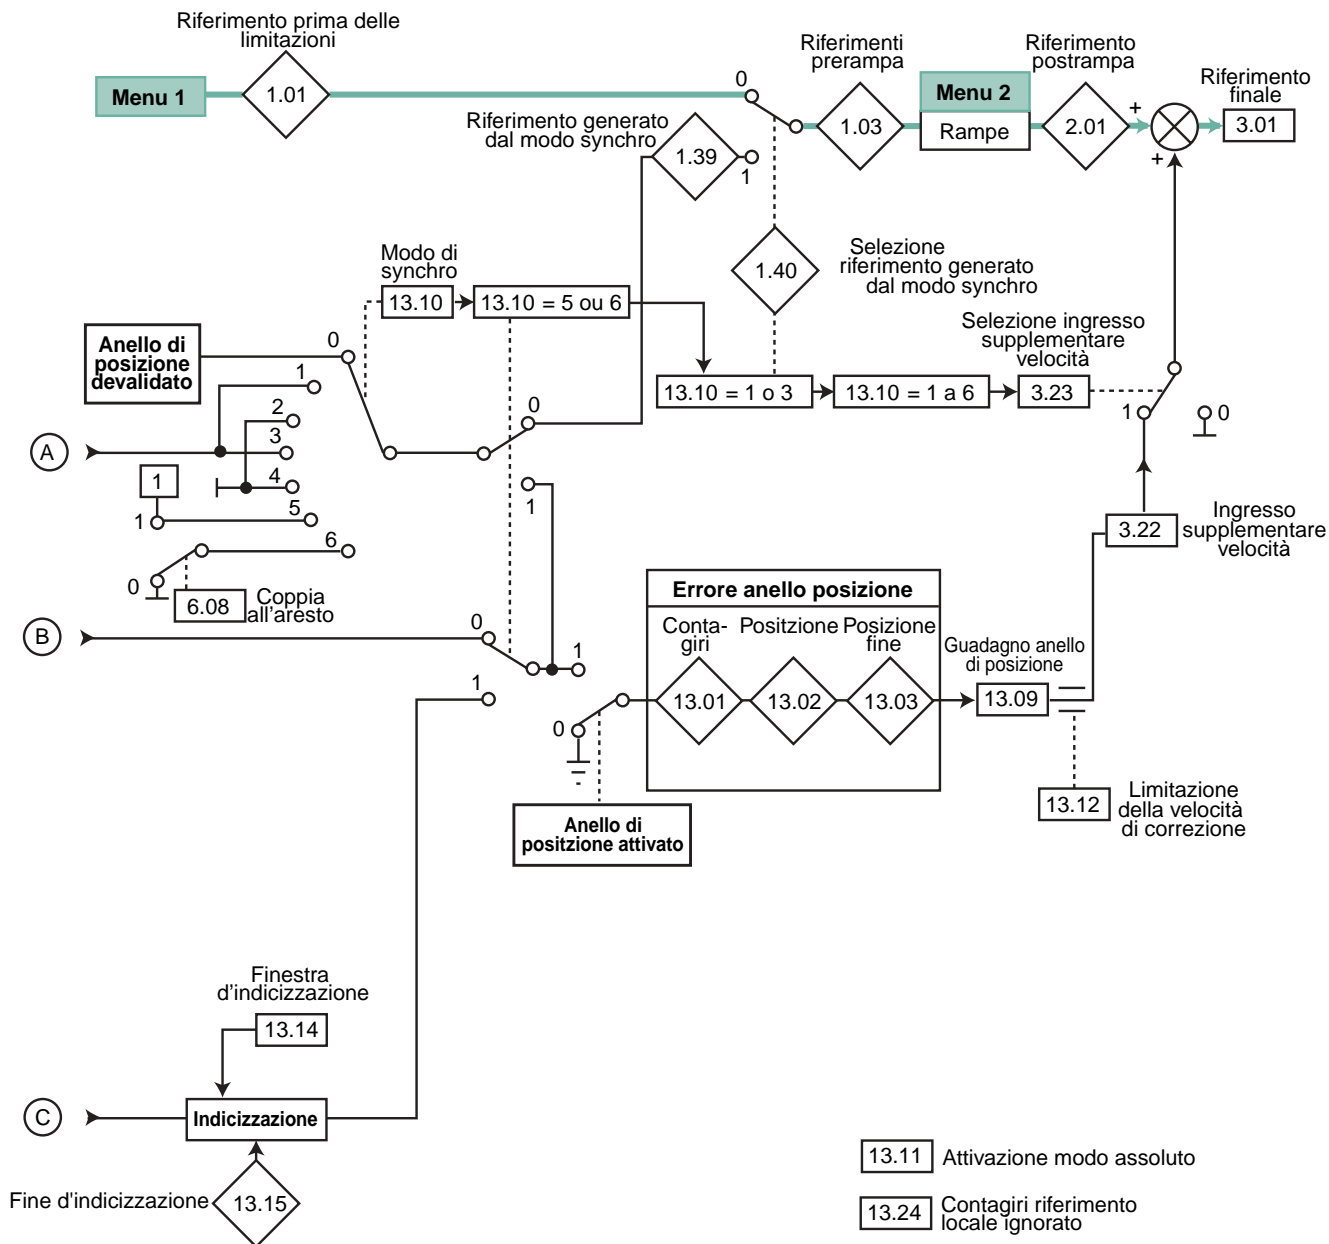 Riferimento prima delle
limitazioni
Menu 1
1.01
0
Riferimenti
prerampa
1.03
Menu 2
Rampe
Riferimento
postrampa
2.01
+
+
Riferimento
finale
3.01
Riferimento generato
dal modo synchro
1.39
1
1.40
Selezione
riferimento generato
dal modo synchro
Modo di
synchro
13.10
13.10 = 5 ou 6
13.10 = 1 o 3
13.10 = 1 a 6
Selezione ingresso
supplementare
velocità
3.23
1
0
Anello di
posizione
devalidato
0
1
2
3
4
5
6
A
1
1
0
6.08
Coppia
all'aresto
0
1
3.22
Ingresso
supplementare
velocità
B
0
1
1
0
Errore anello posizione
Conta-
giri
Positzione
Posizione
fine
13.01
13.02
13.03
Guadagno anello
di posizione
13.09
13.12
Limitazione
della velocità
di correzione
Anello di
positzione attivato
Finestra
d'indicizzazione
13.14
C
Indicizzazione
Fine d'indicizzazione
13.15
13.11 Attivazione modo assoluto
13.24 Contagiri riferimento
locale ignorato